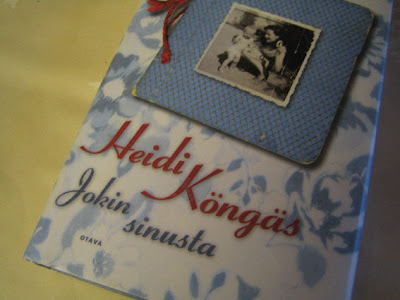 Heidi
Köngäs
Jokin
sinusta
OTAVA